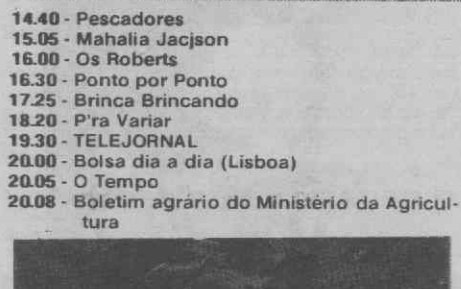 14.40 - Pescadores
15.05 - Mahalia Jacjson
16.00 - Os Roberts
16.30 - Ponto por Ponto
17.25 - Brinca Brincando
18.20 - P'ra Variar
19.30 - TELEJORNAL
20.00 - Bolsa dia a dia (Lisboa)
20.05 - O Tempo
20.08 - Boletim agrário do Ministério da Agricul-
tura